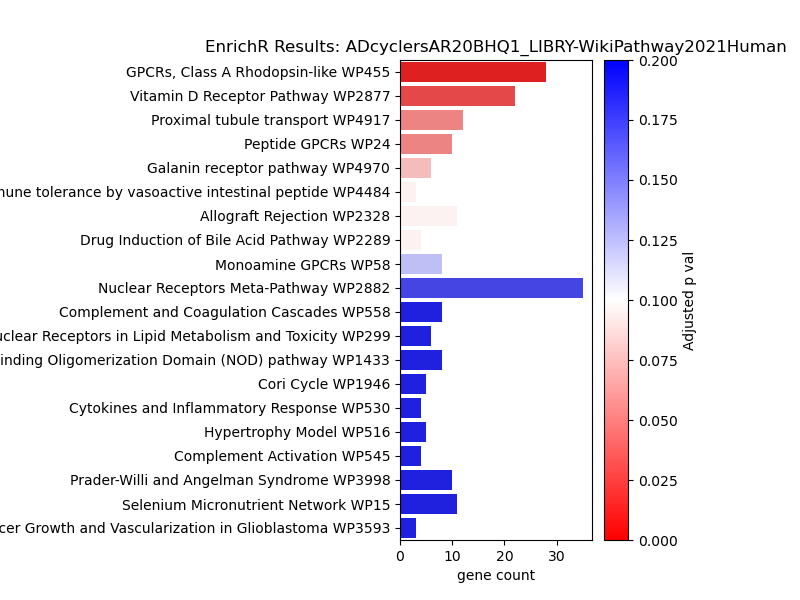 EnrichR Results: ADcyclersAR20BHQ1_LIBRY-WikiPathway2021Human
GPCRs, Class A Rhodopsin-like WP455
Vitamin D Receptor Pathway WP2877
Proximal tubule transport WP4917
Peptide GPCRs WP24
Galanin receptor pathway WP4970
tolerance by vasoactive intestinal peptide WP4484
Allograft Rejection WP2328
Drug Induction of Bile Acid Pathway WP2289
Monoamine GPCRs WP58
Nuclear Receptors Meta-Pathway WP2882
Complement and Coagulation Cascades WP558
Receptors in Lipid Metabolism and Toxicity WP299
Oligomerization Domain (NOD) pathway WP1433
Cori Cycle WP1946
Cytokines and Inflammatory Response WP530
Hypertrophy Model WP516
Complement Activation WP545
Prader-Willi and Angelman Syndrome WP3998
Selenium Micronutrient Network WP15
Growth and Vascularization in Glioblastoma WP3593
0 10 20 30
gene count
0.200
0.175
0.150
0.125
0.100
0.075
0.050
0.025
0.000
Adjusted p val